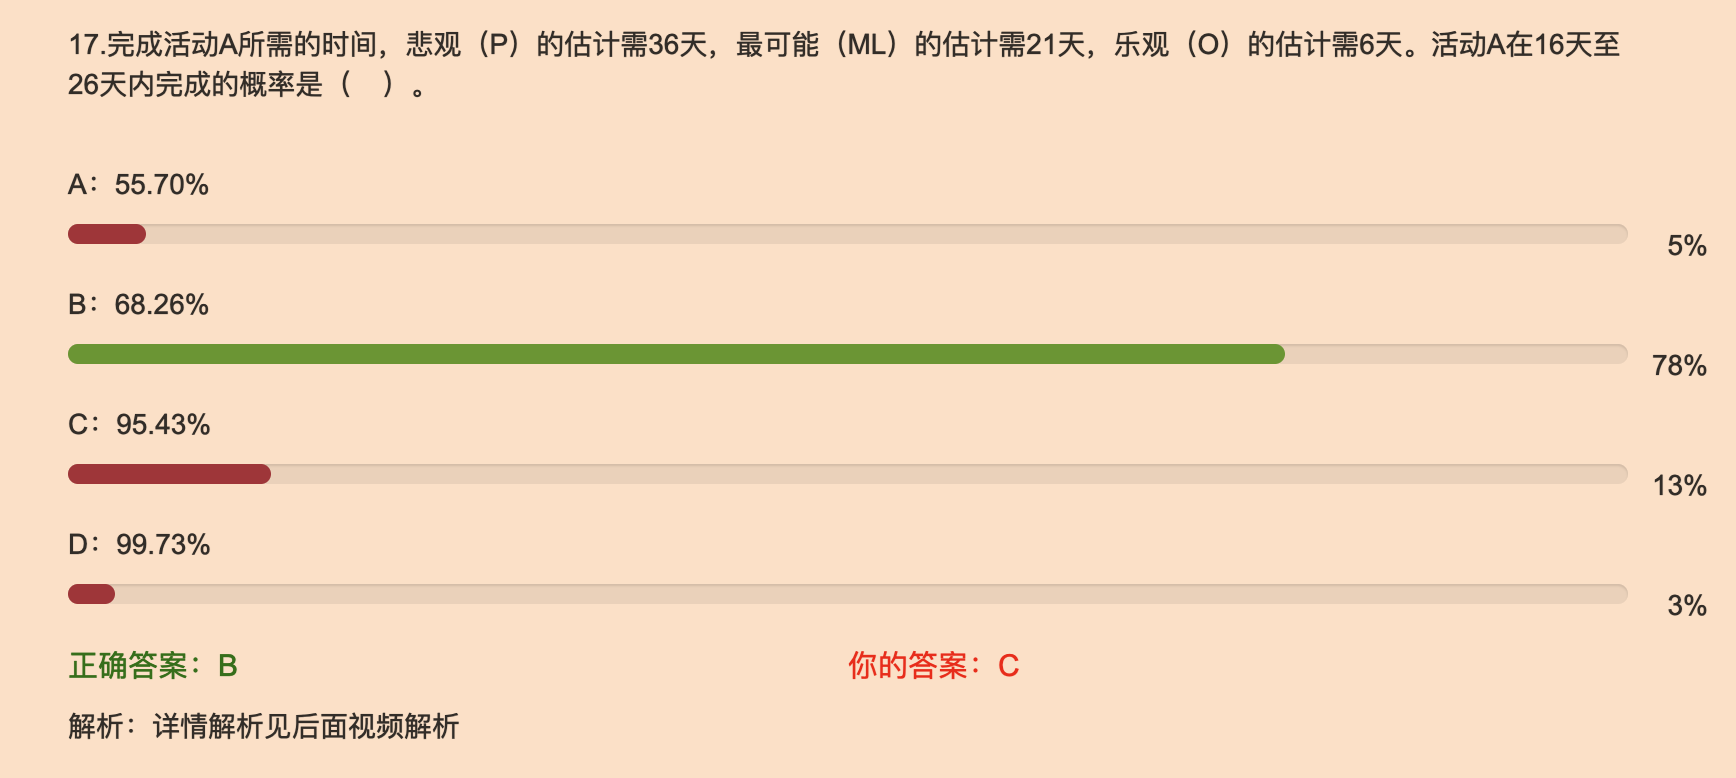 17.完成活动A所需的时间，悲观（P）的估计需36天，最可能（ML）的估计需21天，乐观（O）的估计需6天。活动A在16天至
26天内完成的概率是（    ）。
A：55.70%
5%
B：68.26%
78%
C：95.43%
13%
D：99.73%
3%
正确答案：B
你的答案：C
解析：详情解析见后面视频解析